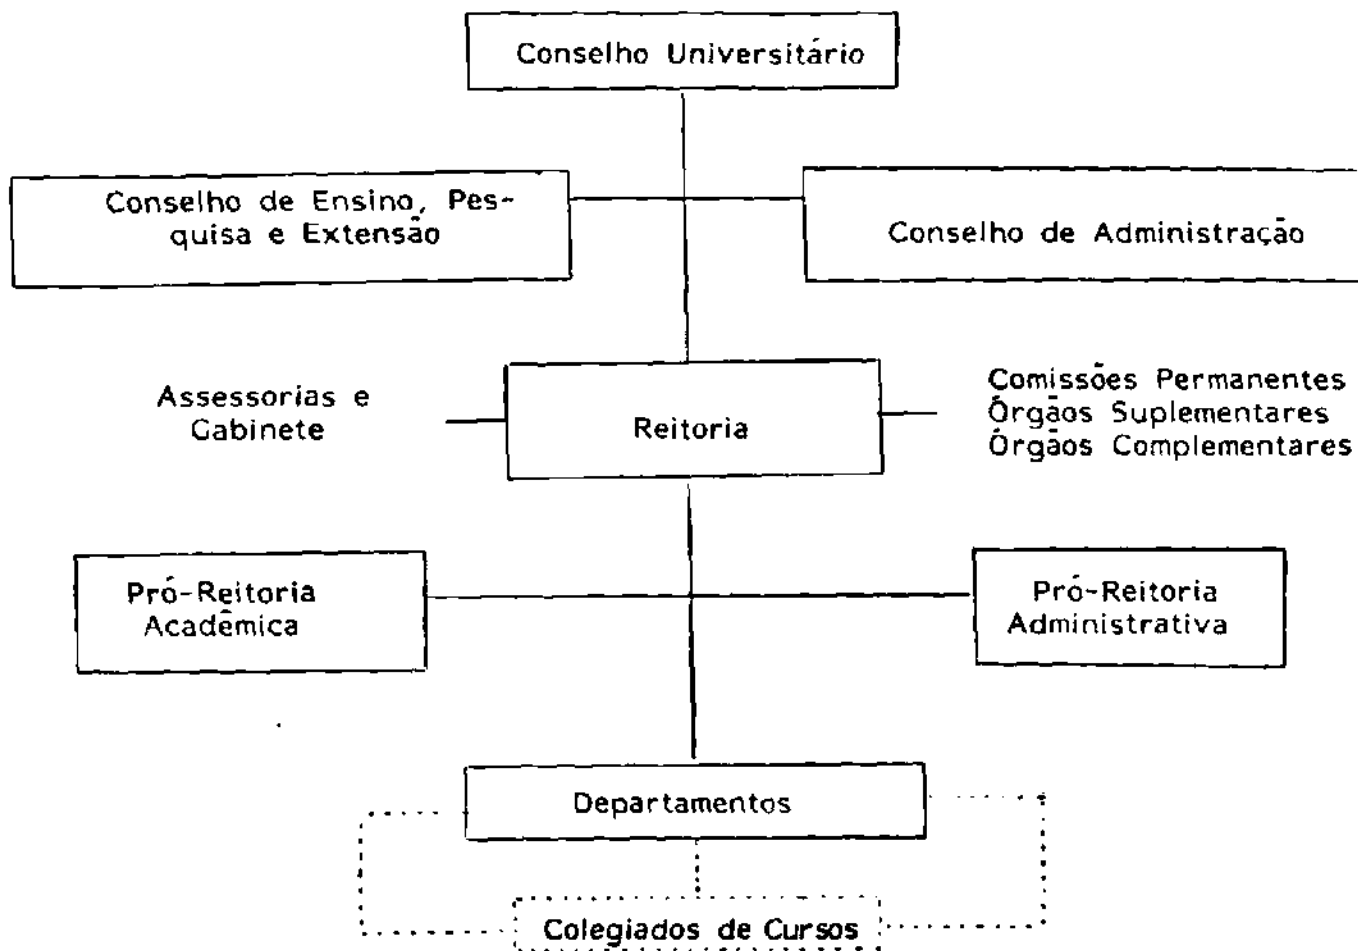 Conselho Universitário
Conselho de Ensino, Pes-
quisa e Extensão
Conselho de Administração
Assessorias e
Gabinete
Reitoria
Comissões Permanentes
Órgãos Suplementares
Órgãos Complementares
Pró-Reitoria
Acadêmica
Pró-Reitoria
Administrativa
Departamentos
Colegiados de Cursos